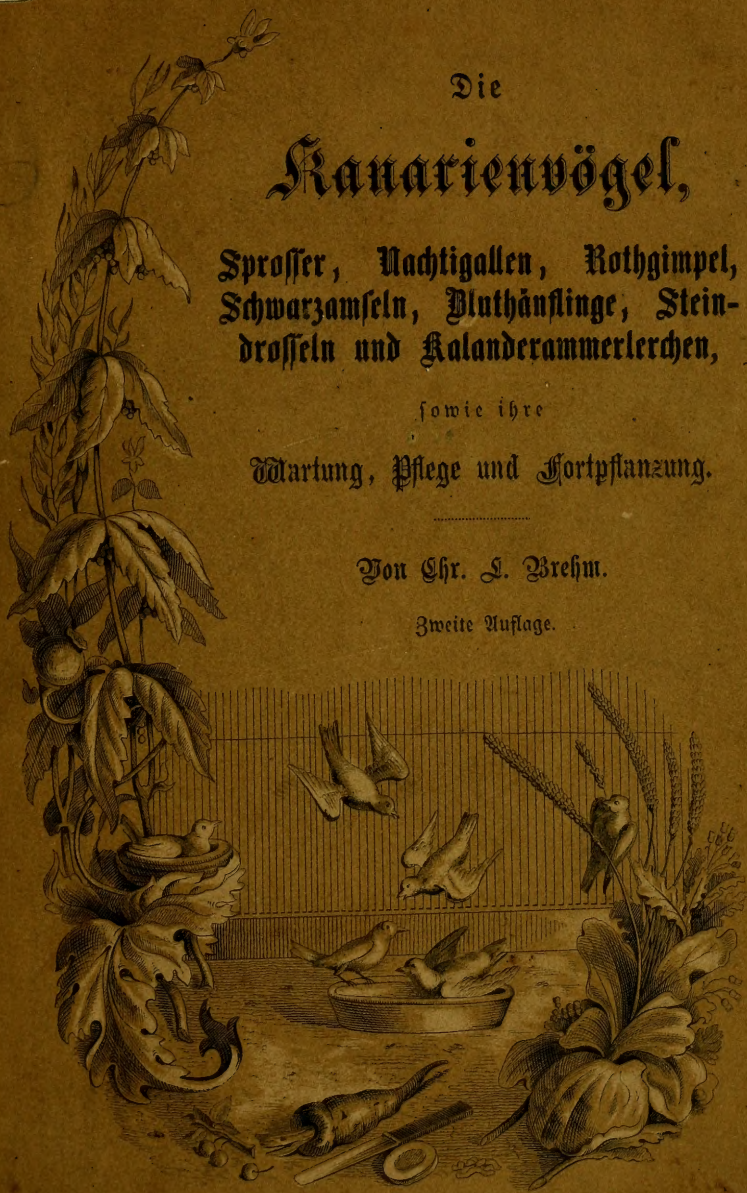 Die
Kanarienvögel,
Sprosser, Nachtigallen, Rothgimpel,
Schwarzamseln, Bluthänflinge, Stein-
drosseln und Kalanderammerlerchen,
sowie ihre
Wartung, Pflege und Fortpflanzung.
Von Chr. L. Brehm.
Zweite Auflage.